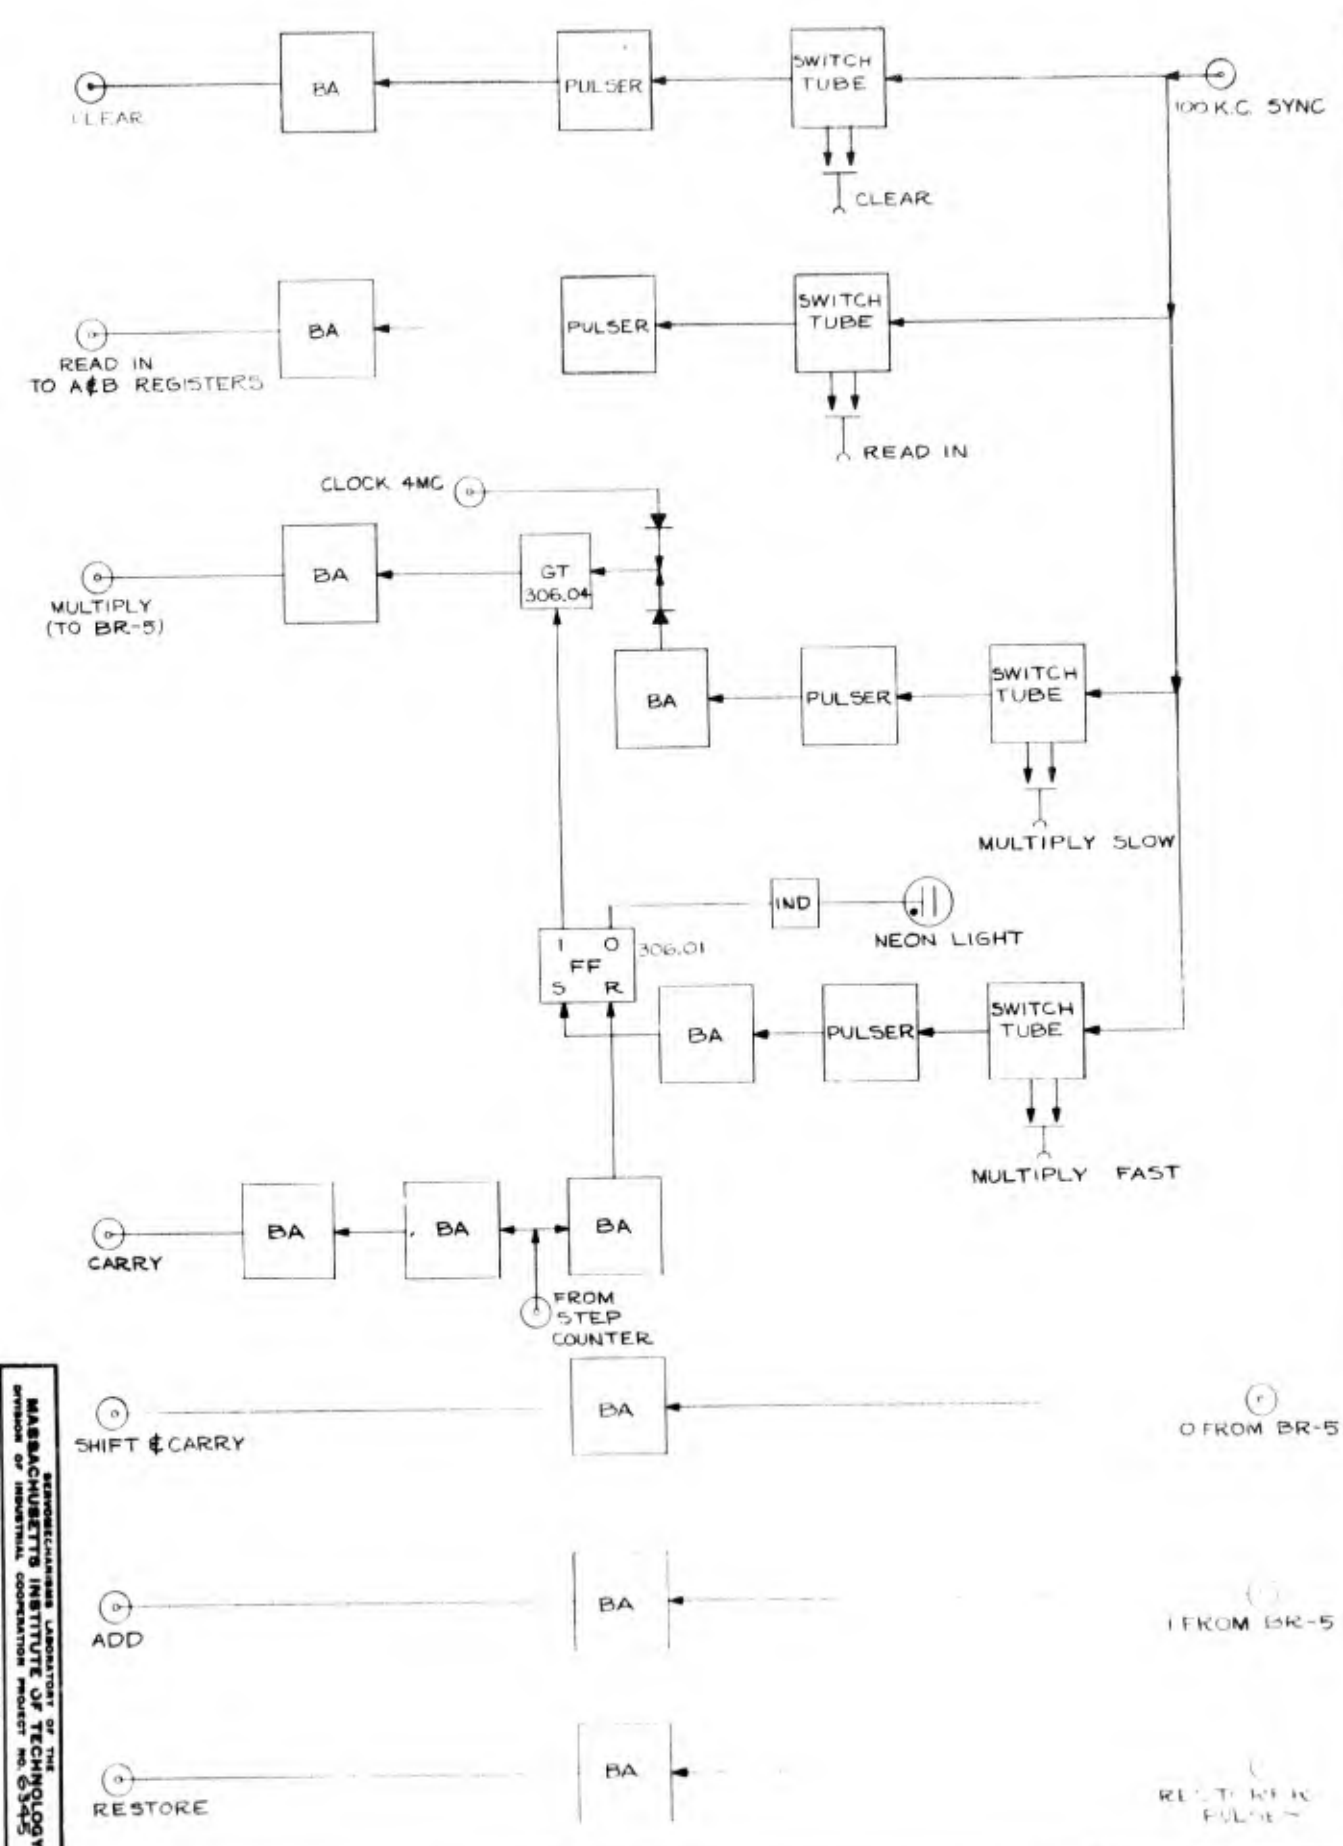 BA
PULSER
SWITCH
TUBE
CLEAR
100 K.C. SYNC
CLEAR
BA
PULSER
SWITCH
TUBE
READ IN
TO A&B REGISTERS
READ IN
CLOCK 4MC
BA
GT
306.04
MULTIPLY
(TO BR-5)
BA
PULSER
SWITCH
TUBE
MULTIPLY SLOW
IND
NEON LIGHT
1 0
FF
S R
306.01
BA
PULSER
SWITCH
TUBE
MULTIPLY FAST
BA
BA
BA
CARRY
FROM
STEP
COUNTER
BA
SHIFT & CARRY
0 FROM BR-5
BA
ADD
1 FROM BR-5
BA
RESTORE
SERVOMECHANISMS LABORATORY OF THE
MASSACHUSETTS INSTITUTE OF TECHNOLOGY
DIVISION OF INDUSTRIAL COOPERATION PROJECT NO. 6345